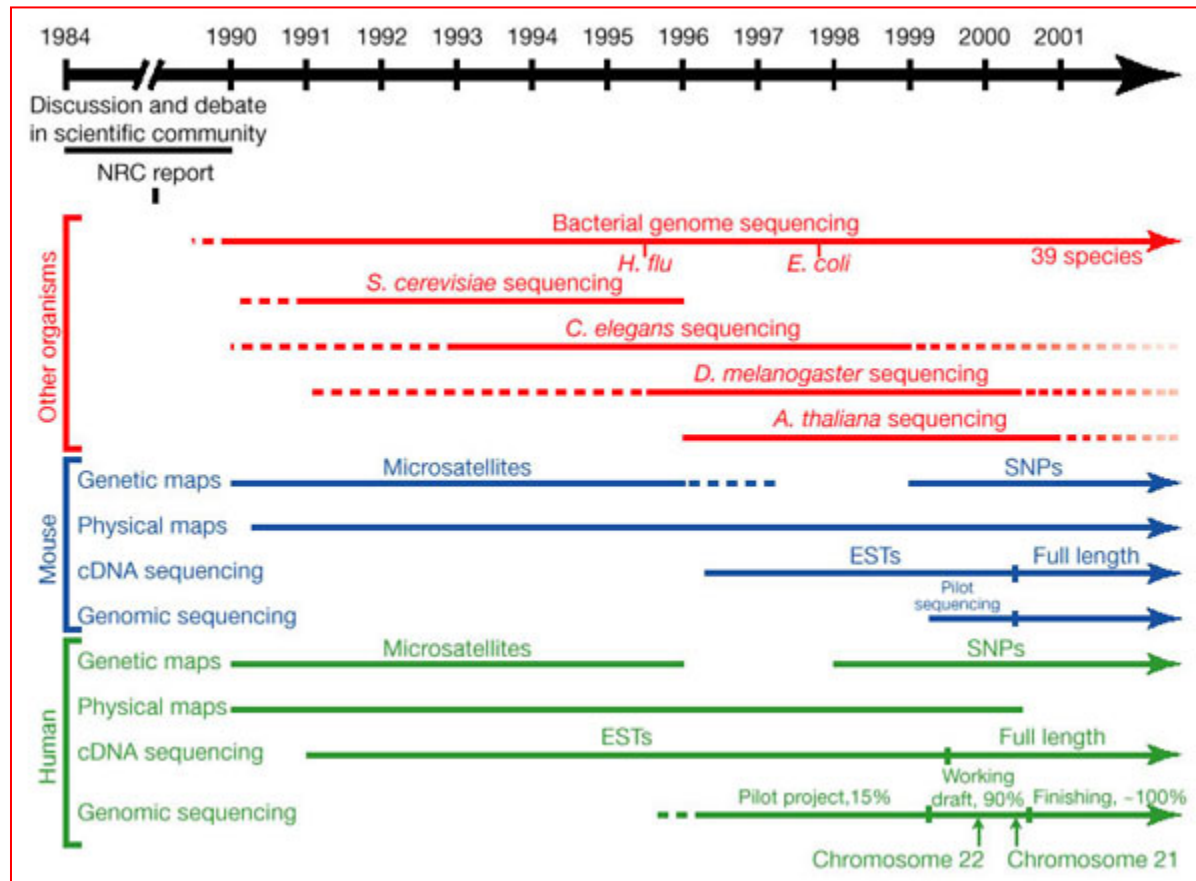 1984 1990 1991 1992 1993 1994 1995 1996 1997 1998 1999 2000 2001
Discussion and debate
in scientific community
NRC report
Other organisms
Bacterial genome sequencing
H. flu E. coli 39 species
S. cerevisiae sequencing
C. elegans sequencing
D. melanogaster sequencing
A. thaliana sequencing
Mouse
Genetic maps Microsatellites SNPs
Physical maps
cDNA sequencing ESTs Full length
Genomic sequencing Pilot
sequencing
Human
Genetic maps Microsatellites SNPs
Physical maps
cDNA sequencing ESTs Full length
Genomic sequencing Pilot project,15% Working
draft, 90% Finishing, ~100%
Chromosome 22 Chromosome 21